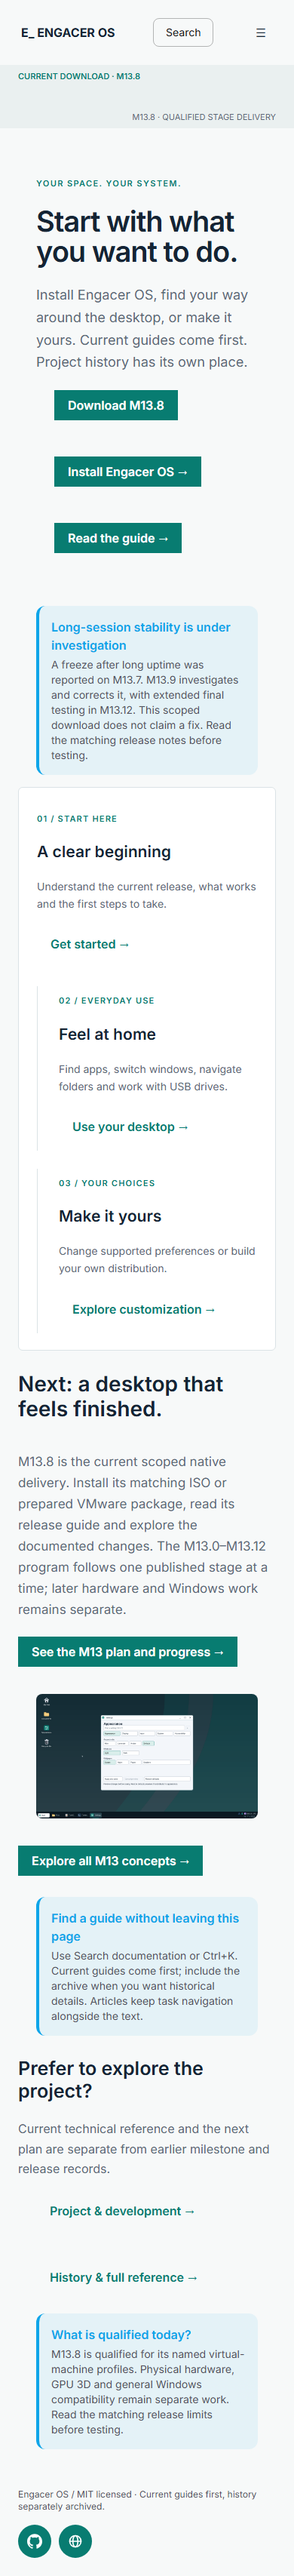 E_ ENGACER OS
Search
CURRENT DOWNLOAD · M13.8
M13.8 · QUALIFIED STAGE DELIVERY
YOUR SPACE. YOUR SYSTEM.
Start with what
you want to do.
Install Engacer OS, find your way
around the desktop, or make it
yours. Current guides come first.
Project history has its own place.
Download M13.8
Install Engacer OS →
Read the guide →
Long-session stability is under
investigation
A freeze after long uptime was
reported on M13.7. M13.9 investigates
and corrects it, with extended final
testing in M13.12. This scoped
download does not claim a fix. Read
the matching release notes before
testing.
01 / START HERE
A clear beginning
Understand the current release, what works
and the first steps to take.
Get started →
02 / EVERYDAY USE
Feel at home
Find apps, switch windows, navigate
folders and work with USB drives.
Use your desktop →
03 / YOUR CHOICES
Make it yours
Change supported preferences or build
your own distribution.
Explore customization →
Next: a desktop that
feels finished.
M13.8 is the current scoped native
delivery. Install its matching ISO or
prepared VMware package, read its
release guide and explore the
documented changes. The M13.0–M13.12
program follows one published stage at a
time; later hardware and Windows work
remains separate.
See the M13 plan and progress →
Explore all M13 concepts →
Find a guide without leaving this
page
Use Search documentation or Ctrl+K.
Current guides come first; include the
archive when you want historical
details. Articles keep task navigation
alongside the text.
Prefer to explore the
project?
Current technical reference and the next
plan are separate from earlier milestone and
release records.
Project & development →
History & full reference →
What is qualified today?
M13.8 is qualified for its named virtual-
machine profiles. Physical hardware,
GPU 3D and general Windows
compatibility remain separate work.
Read the matching release limits
before testing.
Engacer OS / MIT licensed · Current guides first, history
separately archived.